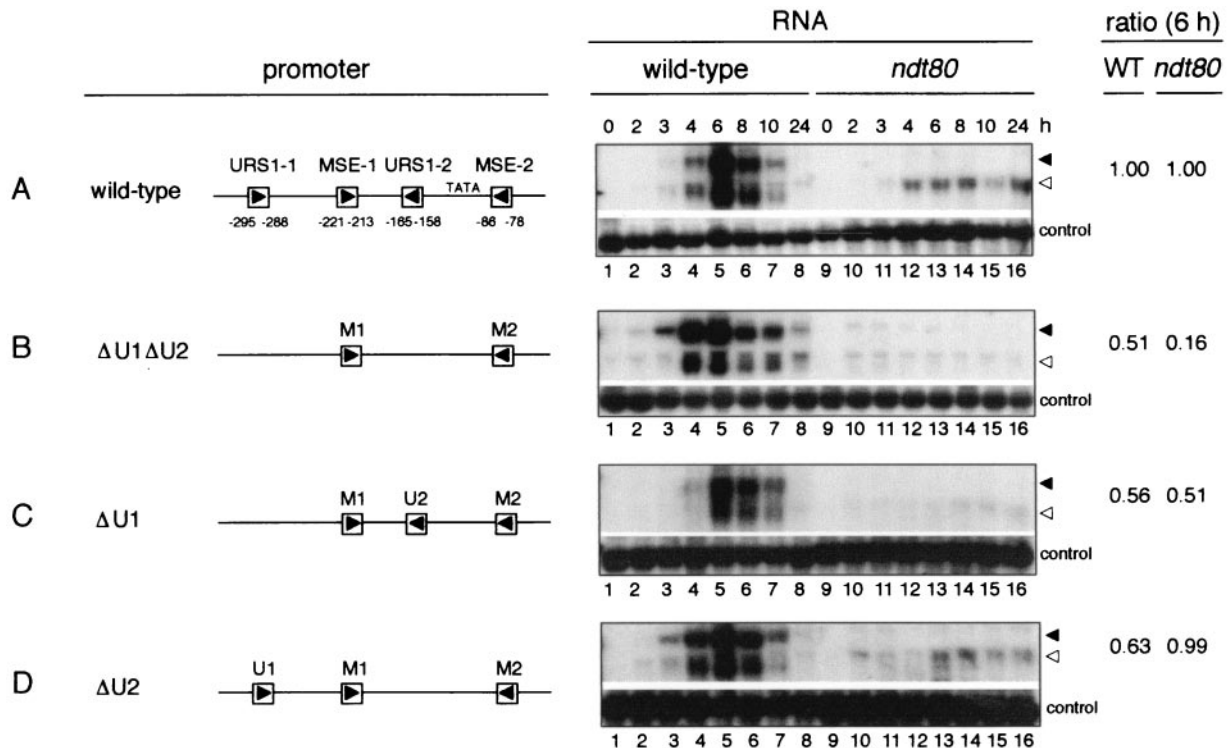 RNA
ratio (6 h)
promoter
wild-type
ndt80
WT ndt80
0 2 3 4 6 8 10 24 0 2 3 4 6 8 10 24 h
A
wild-type
URS1-1 MSE-1 URS1-2 MSE-2
TATA
-295 -288 -221 -213 -165 -158 -86 -78
1.00 1.00
control
1 2 3 4 5 6 7 8 9 10 11 12 13 14 15 16
B
ΔU1ΔU2
M1 M2
0.51 0.16
control
1 2 3 4 5 6 7 8 9 10 11 12 13 14 15 16
C
ΔU1
M1 U2 M2
0.56 0.51
control
1 2 3 4 5 6 7 8 9 10 11 12 13 14 15 16
D
ΔU2
U1 M1 M2
0.63 0.99
control
1 2 3 4 5 6 7 8 9 10 11 12 13 14 15 16